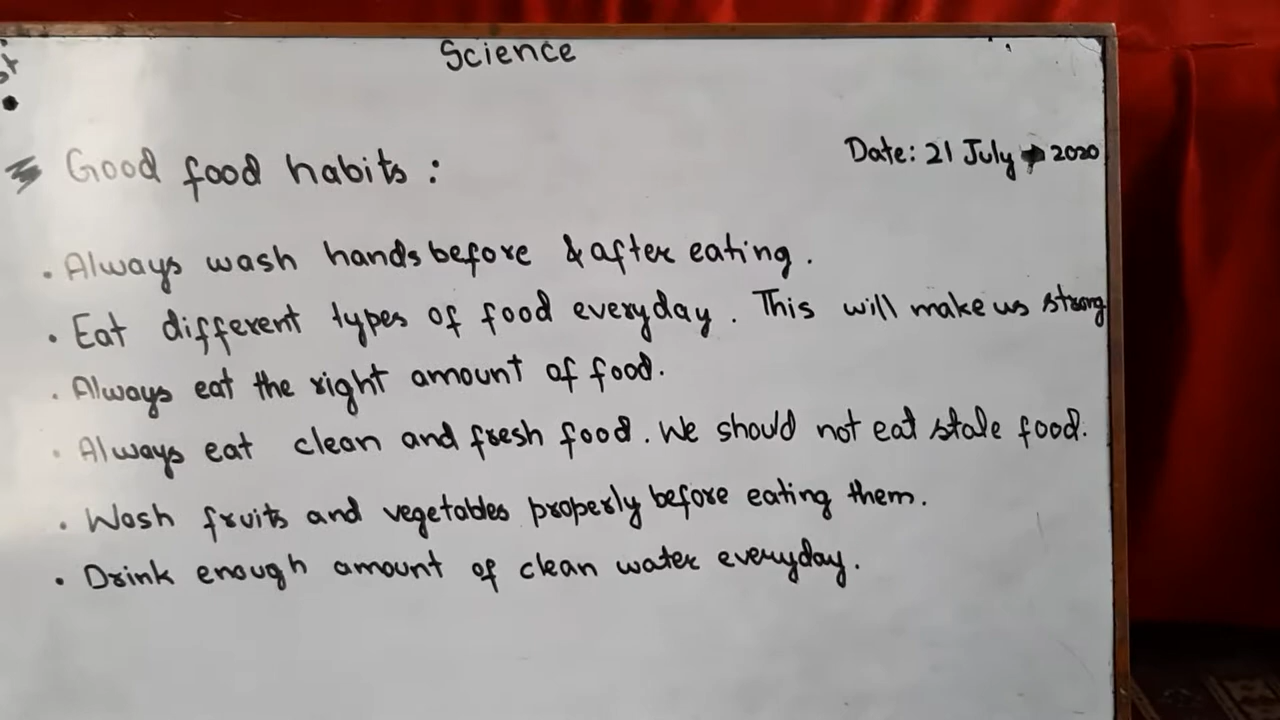 Science
Date: 21 July 2020
Good food habits :
. Always wash hands before & after eating.
. Eat different types of food everyday. This will make us strong
. Always eat the right amount of food.
. Always eat clean and fresh food. We should not eat stale food.
. Wash fruits and vegetables properly before eating them.
. Drink enough amount of clean water everyday.